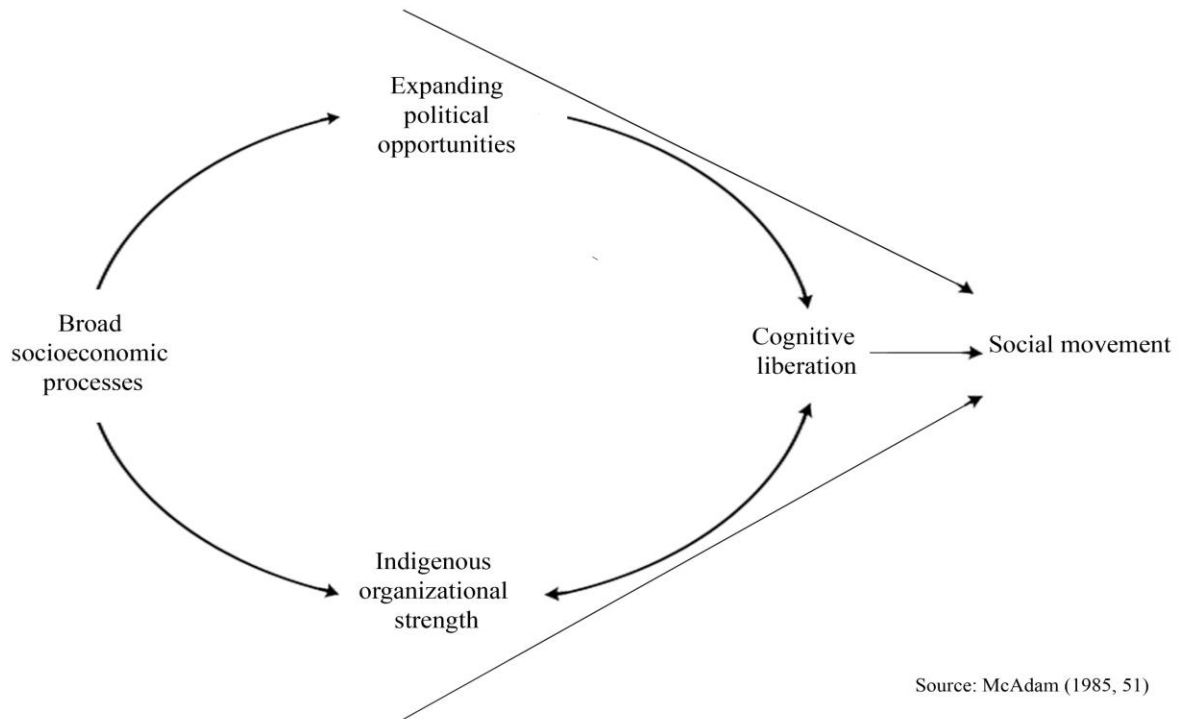 Expanding
political
opportunities
Broad
socioeconomic
processes
Cognitive
liberation
Social movement
Indigenous
organizational
strength
Source: McAdam (1985, 51)